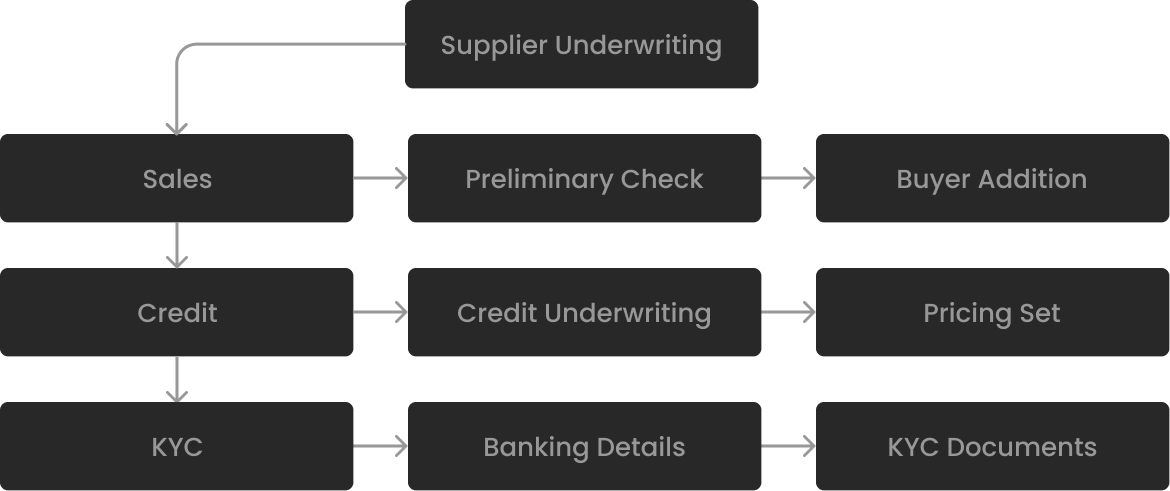 Supplier Underwriting
Sales
Preliminary Check
Buyer Addition
Credit
Credit Underwriting
Pricing Set
KYC
Banking Details
KYC Documents